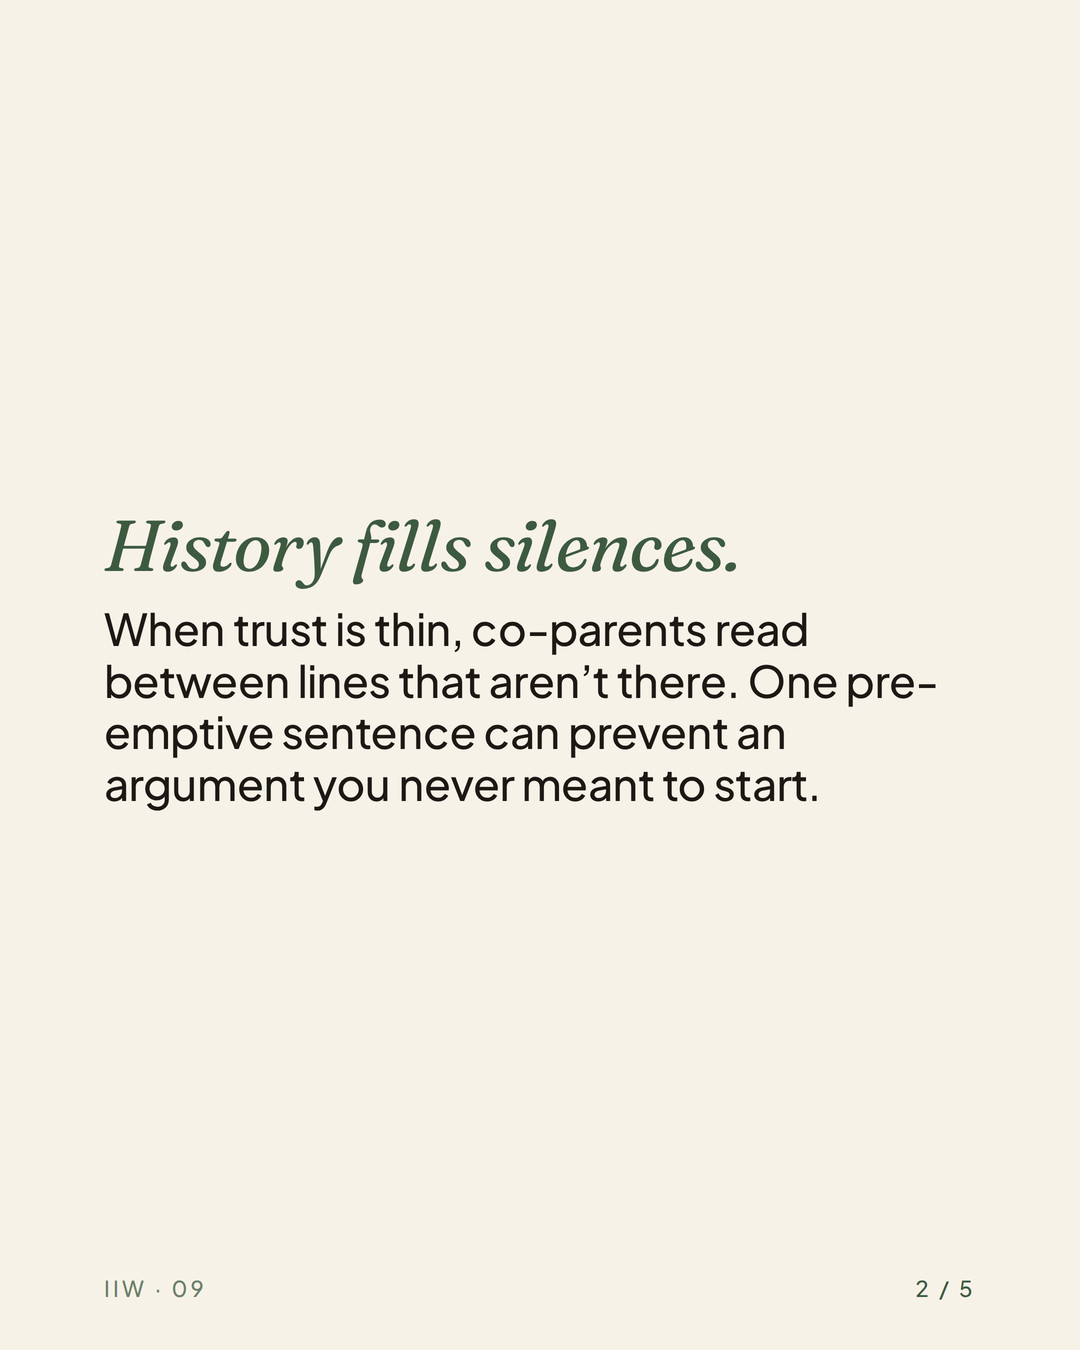 History fills silences.
When trust is thin, co-parents read
between lines that aren’t there. One pre-
emptive sentence can prevent an
argument you never meant to start.
IIW · 09
2 / 5